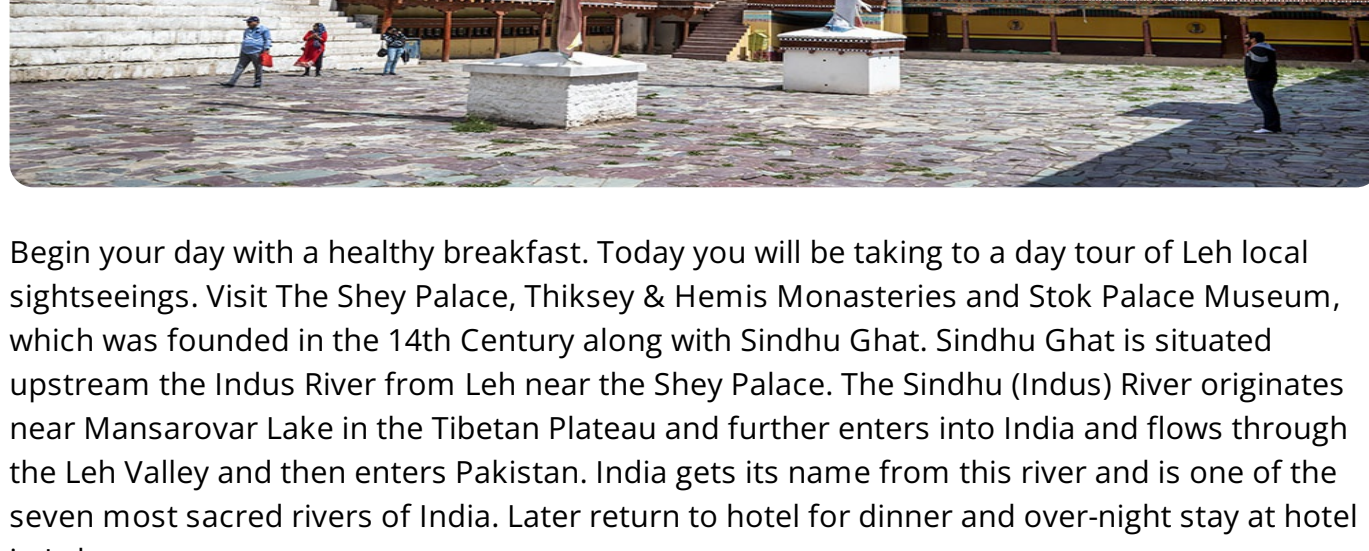 Begin your day with a healthy breakfast. Today you will be taking to a day tour of Leh local
sightseeings. Visit The Shey Palace, Thiksey & Hemis Monasteries and Stok Palace Museum,
which was founded in the 14th Century along with Sindhu Ghat. Sindhu Ghat is situated
upstream the Indus River from Leh near the Shey Palace. The Sindhu (Indus) River originates
near Mansarovar Lake in the Tibetan Plateau and further enters into India and flows through
the Leh Valley and then enters Pakistan. India gets its name from this river and is one of the
seven most sacred rivers of India. Later return to hotel for dinner and over-night stay at hotel